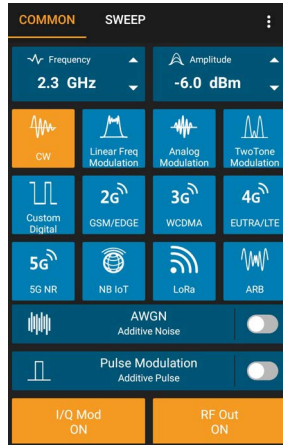 COMMON SWEEP
Frequency Amplitude
2.3 GHz -6.0 dBm
CW Linear Freq Modulation Analog Modulation TwoTone Modulation
2G 3G 4G
Custom Digital GSM/EDGE WCDMA EUTRA/LTE
5G
5G NR NB IoT LoRa ARB
AWGN
Additive Noise
Pulse Modulation
Additive Pulse
I/Q Mod RF Out
ON ON